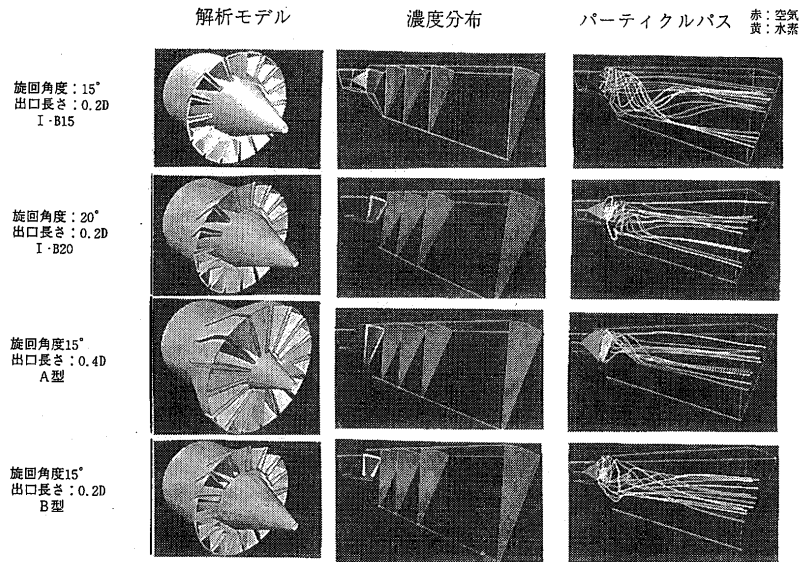 解析モデル
濃度分布
パーティクルパス
赤：空気
黄：水素
旋回角度：15°
出口長さ：0.2D
I・B15
旋回角度：20°
出口長さ：0.2D
I・B20
旋回角度15°
出口長さ：0.4D
A型
旋回角度15°
出口長さ：0.2D
B型